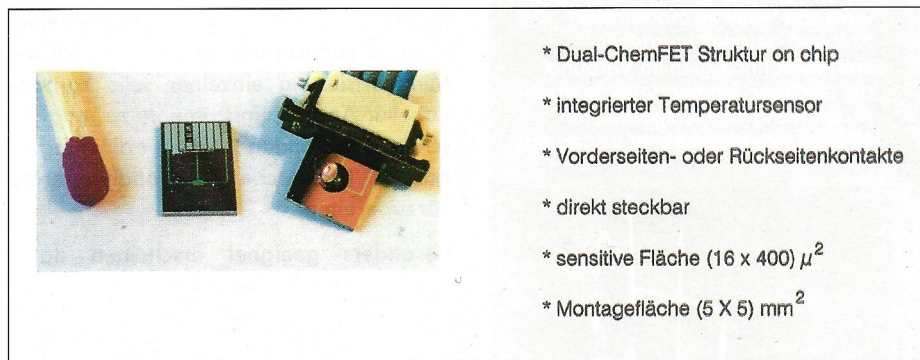 * Dual-ChemFET Struktur on chip
* integrierter Temperatursensor
* Vorderseiten- oder Rückseitenkontakte
* direkt steckbar
* sensitive Fläche (16 x 400) μ²
* Montagefläche (5 X 5) mm²